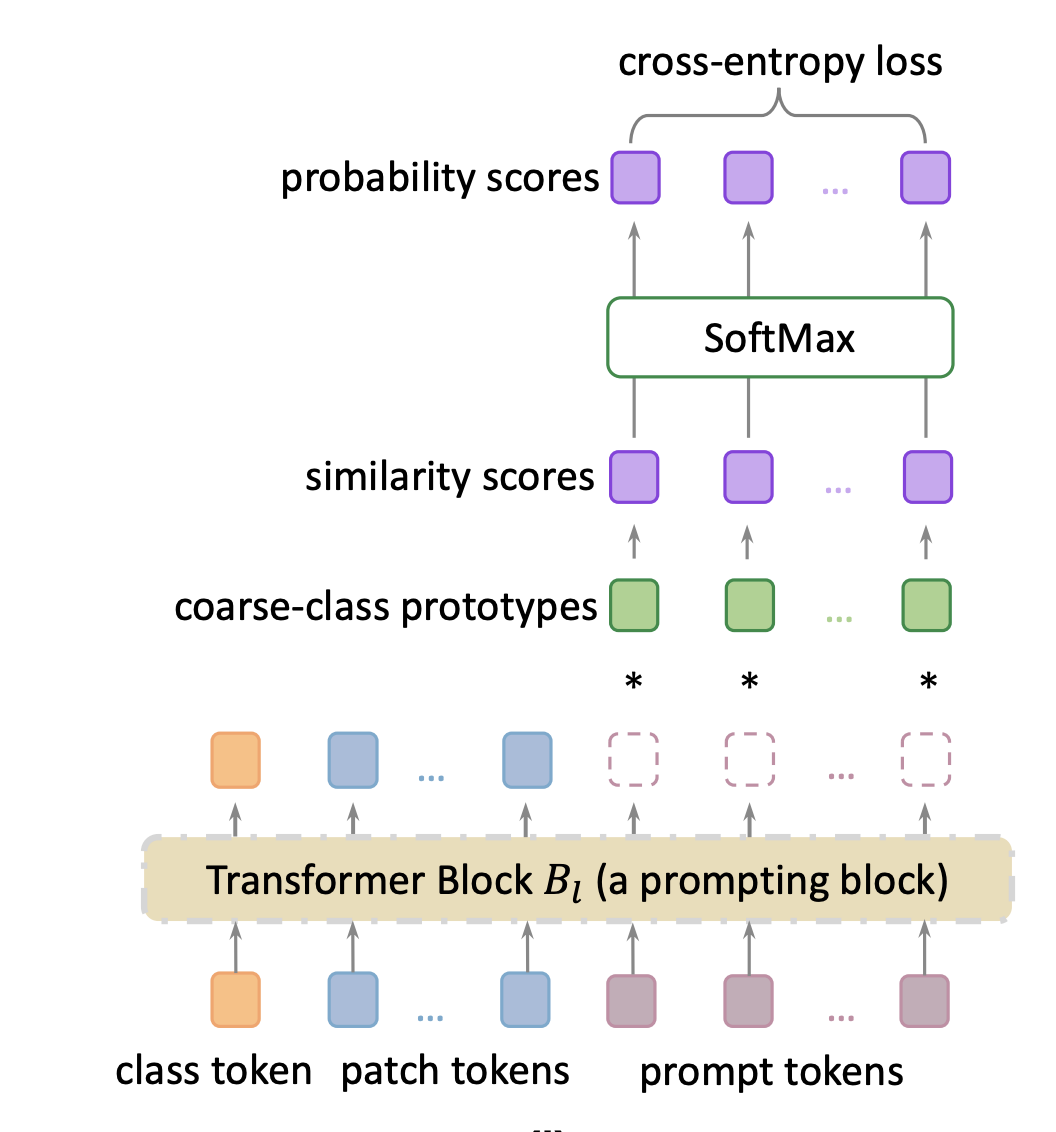 cross-entropy loss
probability scores
...
SoftMax
similarity scores
...
coarse-class prototypes
...
* * *
... ...
Transformer Block B_l (a prompting block)
... ...
class token patch tokens prompt tokens
...